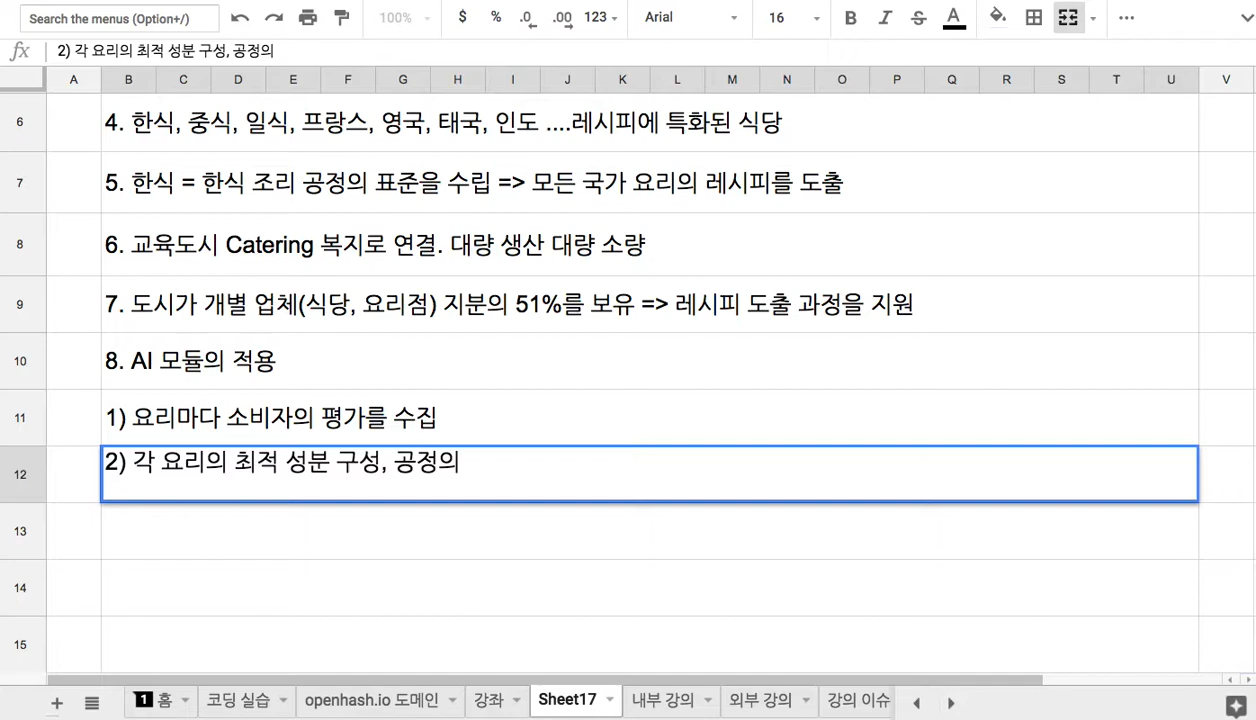 Search the menus (Option+/) 100% $ % .0 .00 123 Arial 16 B I S A ...
fx 2) 각 요리의 최적 성분 구성, 공정의
A B C D E F G H I J K L M N O P Q R S T U V
6 4. 한식, 중식, 일식, 프랑스, 영국, 태국, 인도 ....레시피에 특화된 식당
7 5. 한식 = 한식 조리 공정의 표준을 수립 => 모든 국가 요리의 레시피를 도출
8 6. 교육도시 Catering 복지로 연결. 대량 생산 대량 소량
9 7. 도시가 개별 업체(식당, 요리점) 지분의 51%를 보유 => 레시피 도출 과정을 지원
10 8. AI 모듈의 적용
11 1) 요리마다 소비자의 평가를 수집
12 2) 각 요리의 최적 성분 구성, 공정의
13
14
15
+ 1 홈 코딩 실습 openhash.io 도메인 강좌 Sheet17 내부 강의 외부 강의 강의 이슈